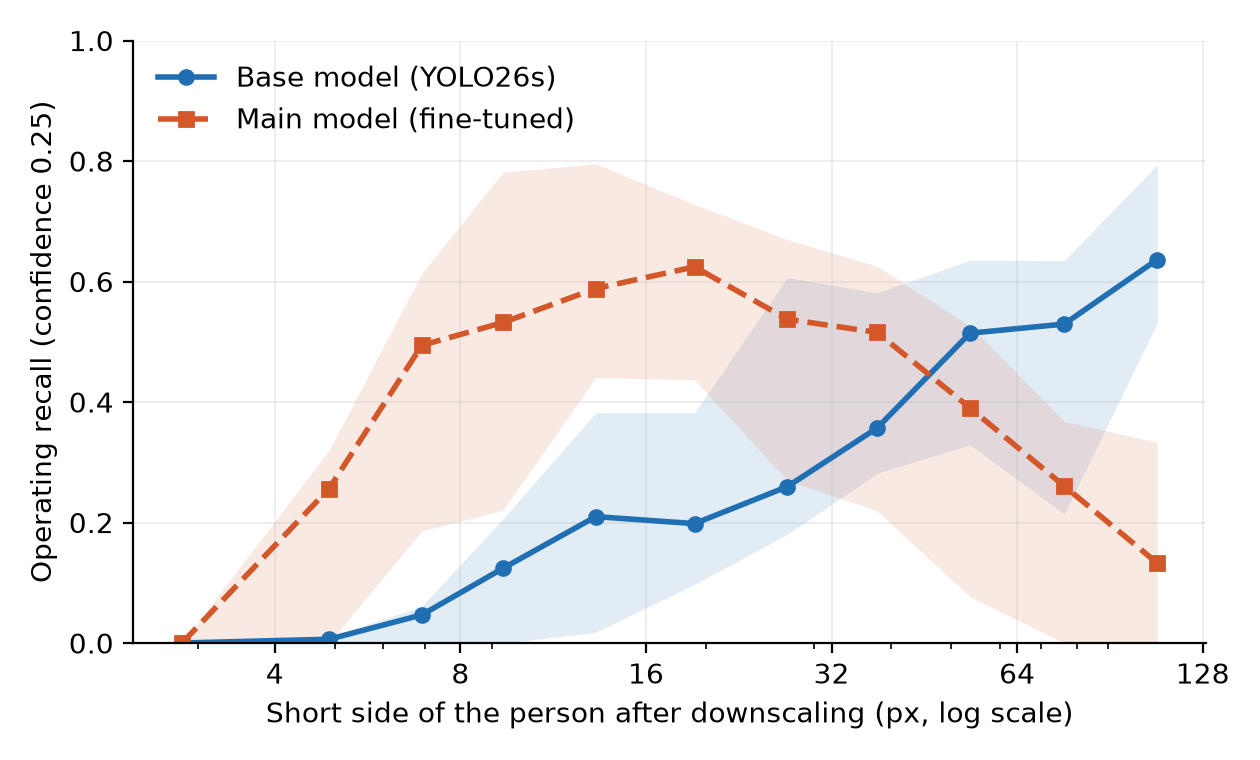 1.0
0.8
0.6
0.4
0.2
0.0
Operating recall (confidence 0.25)
Base model (YOLO26s)
Main model (fine-tuned)
4 8 16 32 64 128
Short side of the person after downscaling (px, log scale)